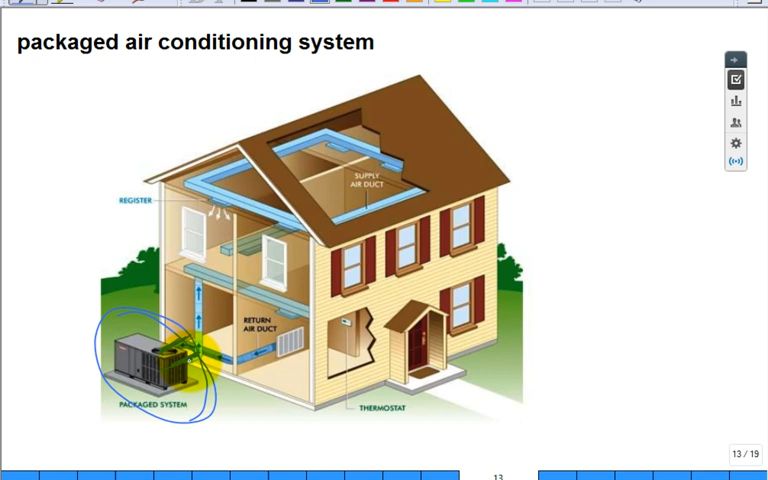 packaged air conditioning system
SUPPLY
AIR DUCT
REGISTER
RETURN
AIR DUCT
PACKAGED SYSTEM
THERMOSTAT
13 / 19
13